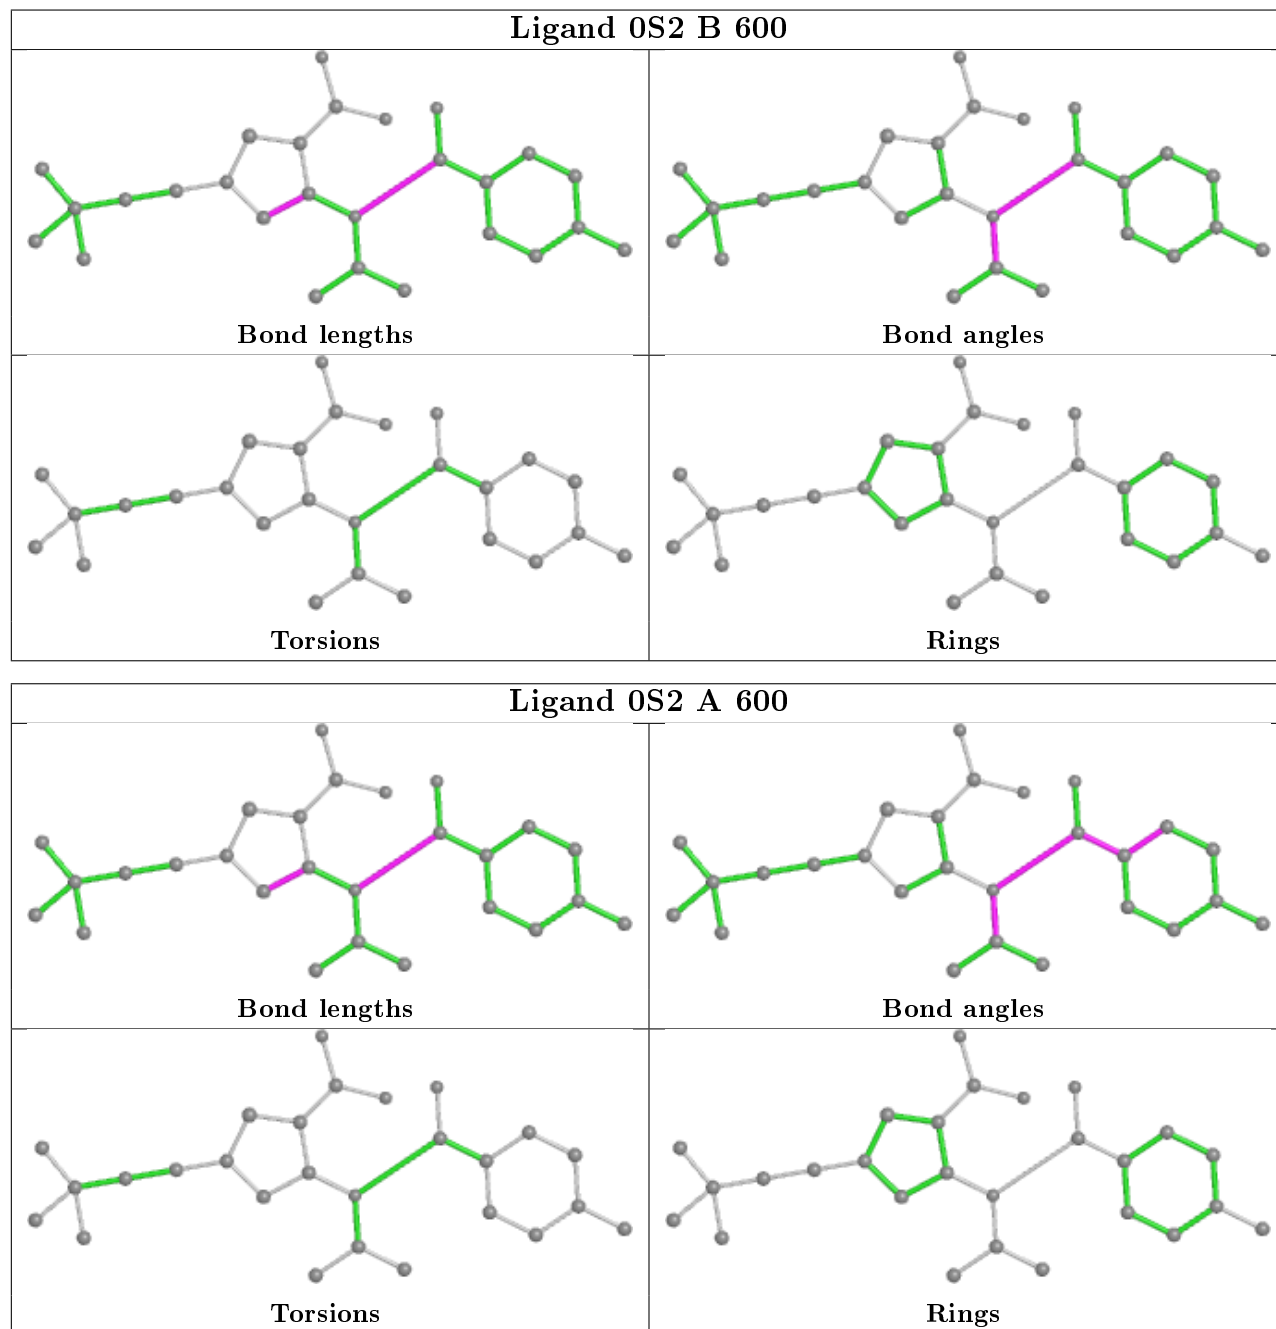 Ligand 0S2 B 600
Bond lengths
Bond angles
Torsions
Rings
Ligand 0S2 A 600
Bond lengths
Bond angles
Torsions
Rings